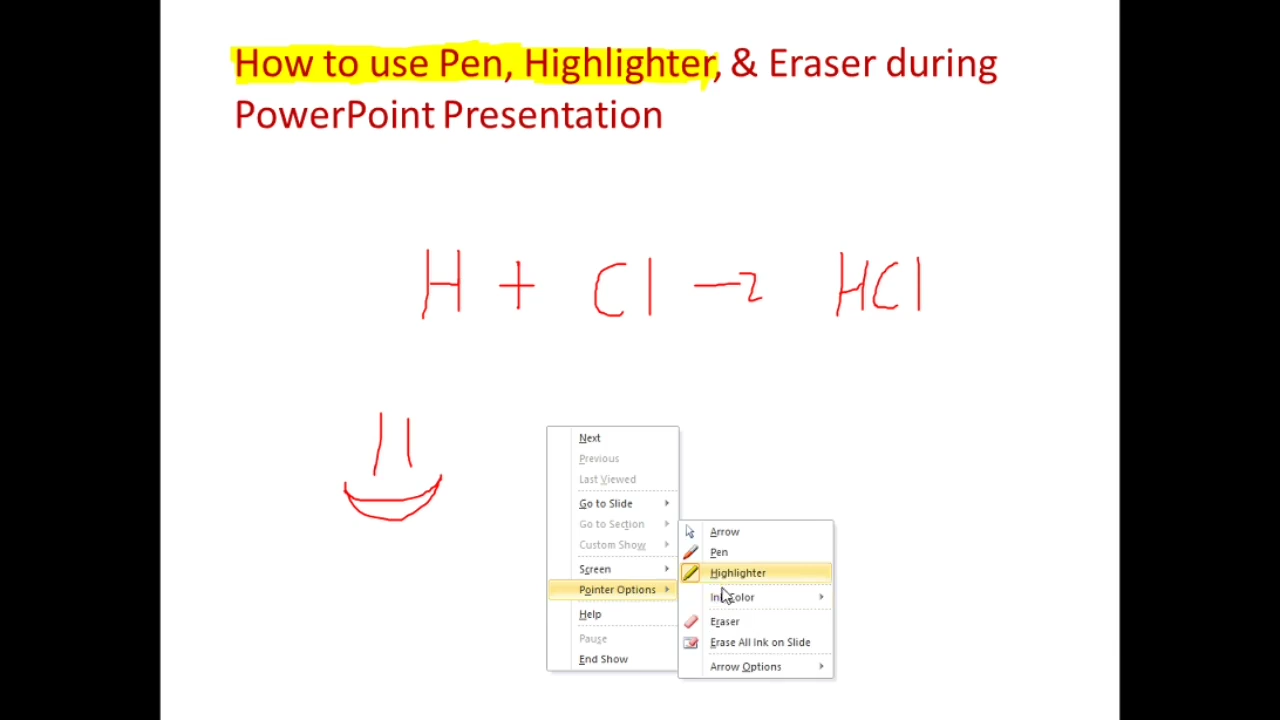 How to use Pen, Highlighter, & Eraser during
PowerPoint Presentation
H + Cl → HCl
Next
Previous
Last Viewed
Go to Slide
Go to Section
Custom Show
Screen
Pointer Options
Help
Pause
End Show
Arrow
Pen
Highlighter
Ink Color
Eraser
Erase All Ink on Slide
Arrow Options